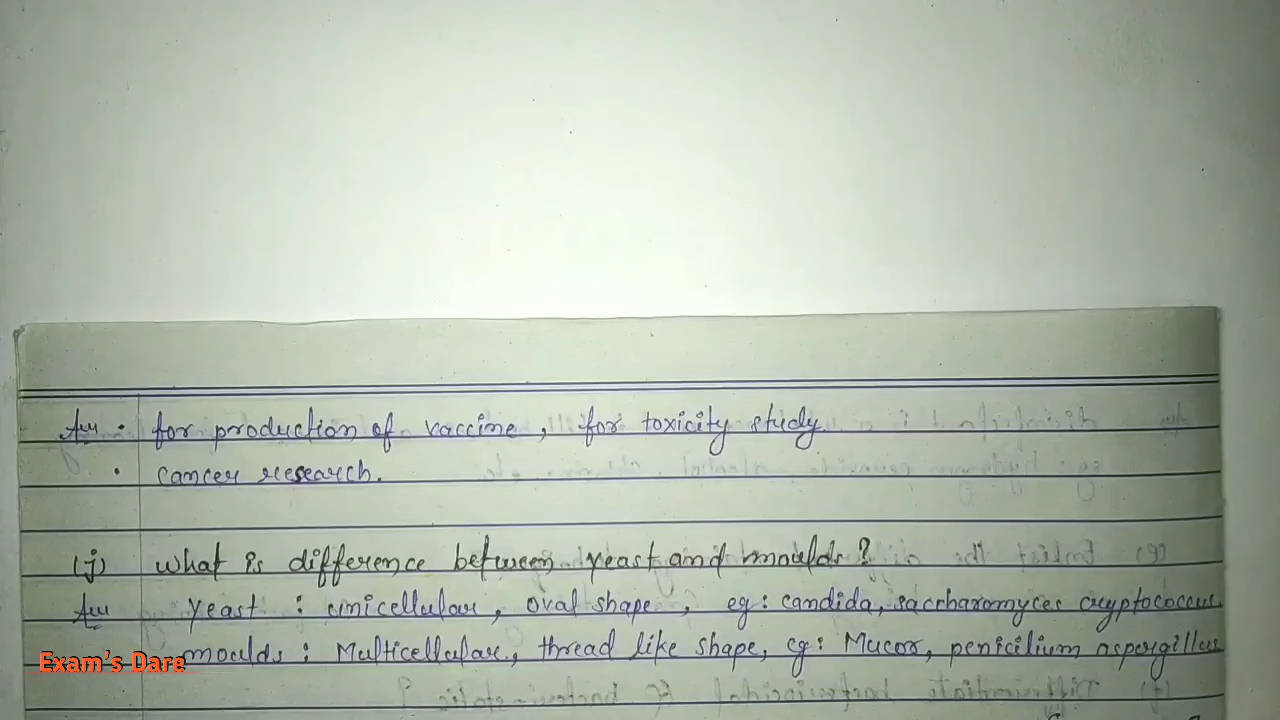 Ans • for production of vaccine, for toxicity study
• cancer research.
(j) what is difference between yeast and moulds?
Ans yeast : unicellular, oval shape, eg: candida, saccharomyces cryptococcus
moulds : Multicellular, thread like shape, eg: Mucor, penicilium aspergillus
Exam's Dare